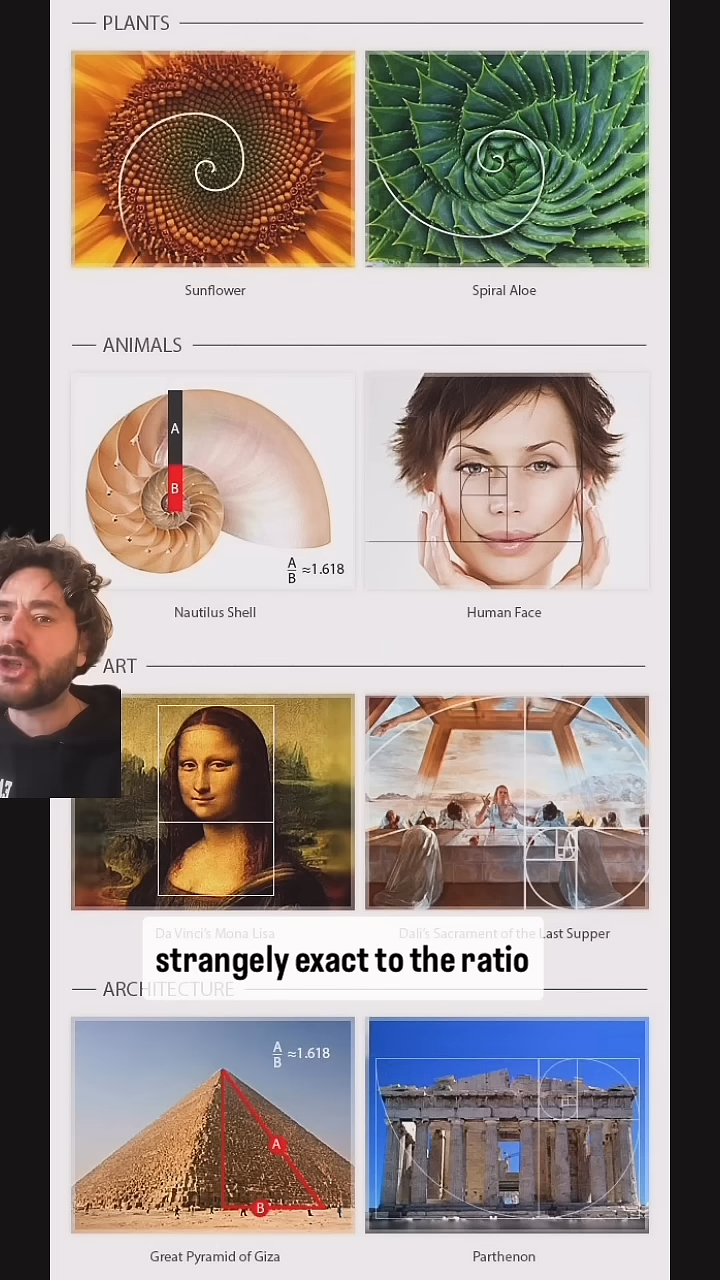 PLANTS
Sunflower
Spiral Aloe
ANIMALS
A
B
A
B
≈1.618
Nautilus Shell
Human Face
ART
Da Vinci's Mona Lisa
Dali's Sacrament of the Last Supper
strangely exact to the ratio
ARCHITECTURE
A
B
≈1.618
A
B
Great Pyramid of Giza
Parthenon